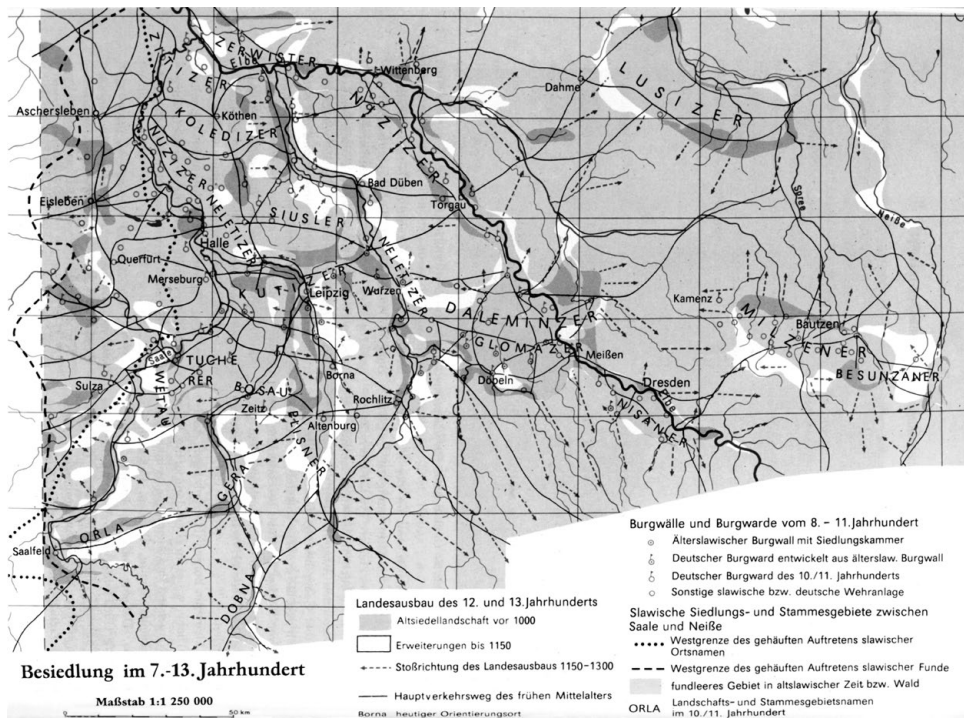 ZERWISTER
Elbe
Wittenberg
Dahme
LUSIZER
Aschersleben
Köthen
KOLEDIZER
NUZIZER
NIZIZER
Bad Düben
Torgau
Spree
Neiße
Eisleben
SIUSLER
NELETIZER
Halle
NELETIZER
Querfurt
Merseburg
Leipzig
Wurzen
DALEMINZER
Kamenz
MILZENER
Bautzen
GLOMAZER
Meißen
BESUNZANER
Saale
TUCHE
RER
WETAU
Sulza
BOSAU
Zeitz
Borna
Rochlitz
Döbeln
Dresden
Elbe
NISANER
Altenburg
PLISNER
GERA
ORLA
Saalfeld
DOBNA
Besiedlung im 7.-13. Jahrhundert
Maßstab 1:1 250 000
0
50 km
Landesausbau des 12. und 13. Jahrhunderts
Altsiedellandschaft vor 1000
Erweiterungen bis 1150
Stoßrichtung des Landesausbaus 1150-1300
Hauptverkehrsweg des frühen Mittelalters
Borna heutiger Orientierungsort
Burgwälle und Burgwarde vom 8. - 11. Jahrhundert
Älterslawischer Burgwall mit Siedlungskammer
Deutscher Burgward entwickelt aus älterslaw. Burgwall
Deutscher Burgward des 10./11. Jahrhunderts
Sonstige slawische bzw. deutsche Wehranlage
Slawische Siedlungs- und Stammesgebiete zwischen
Saale und Neiße
Westgrenze des gehäuften Auftretens slawischer
Ortsnamen
Westgrenze des gehäuften Auftretens slawischer Funde
fundleeres Gebiet in altslawischer Zeit bzw. Wald
ORLA Landschafts- und Stammesgebietsnamen
im 10./11. Jahrhundert